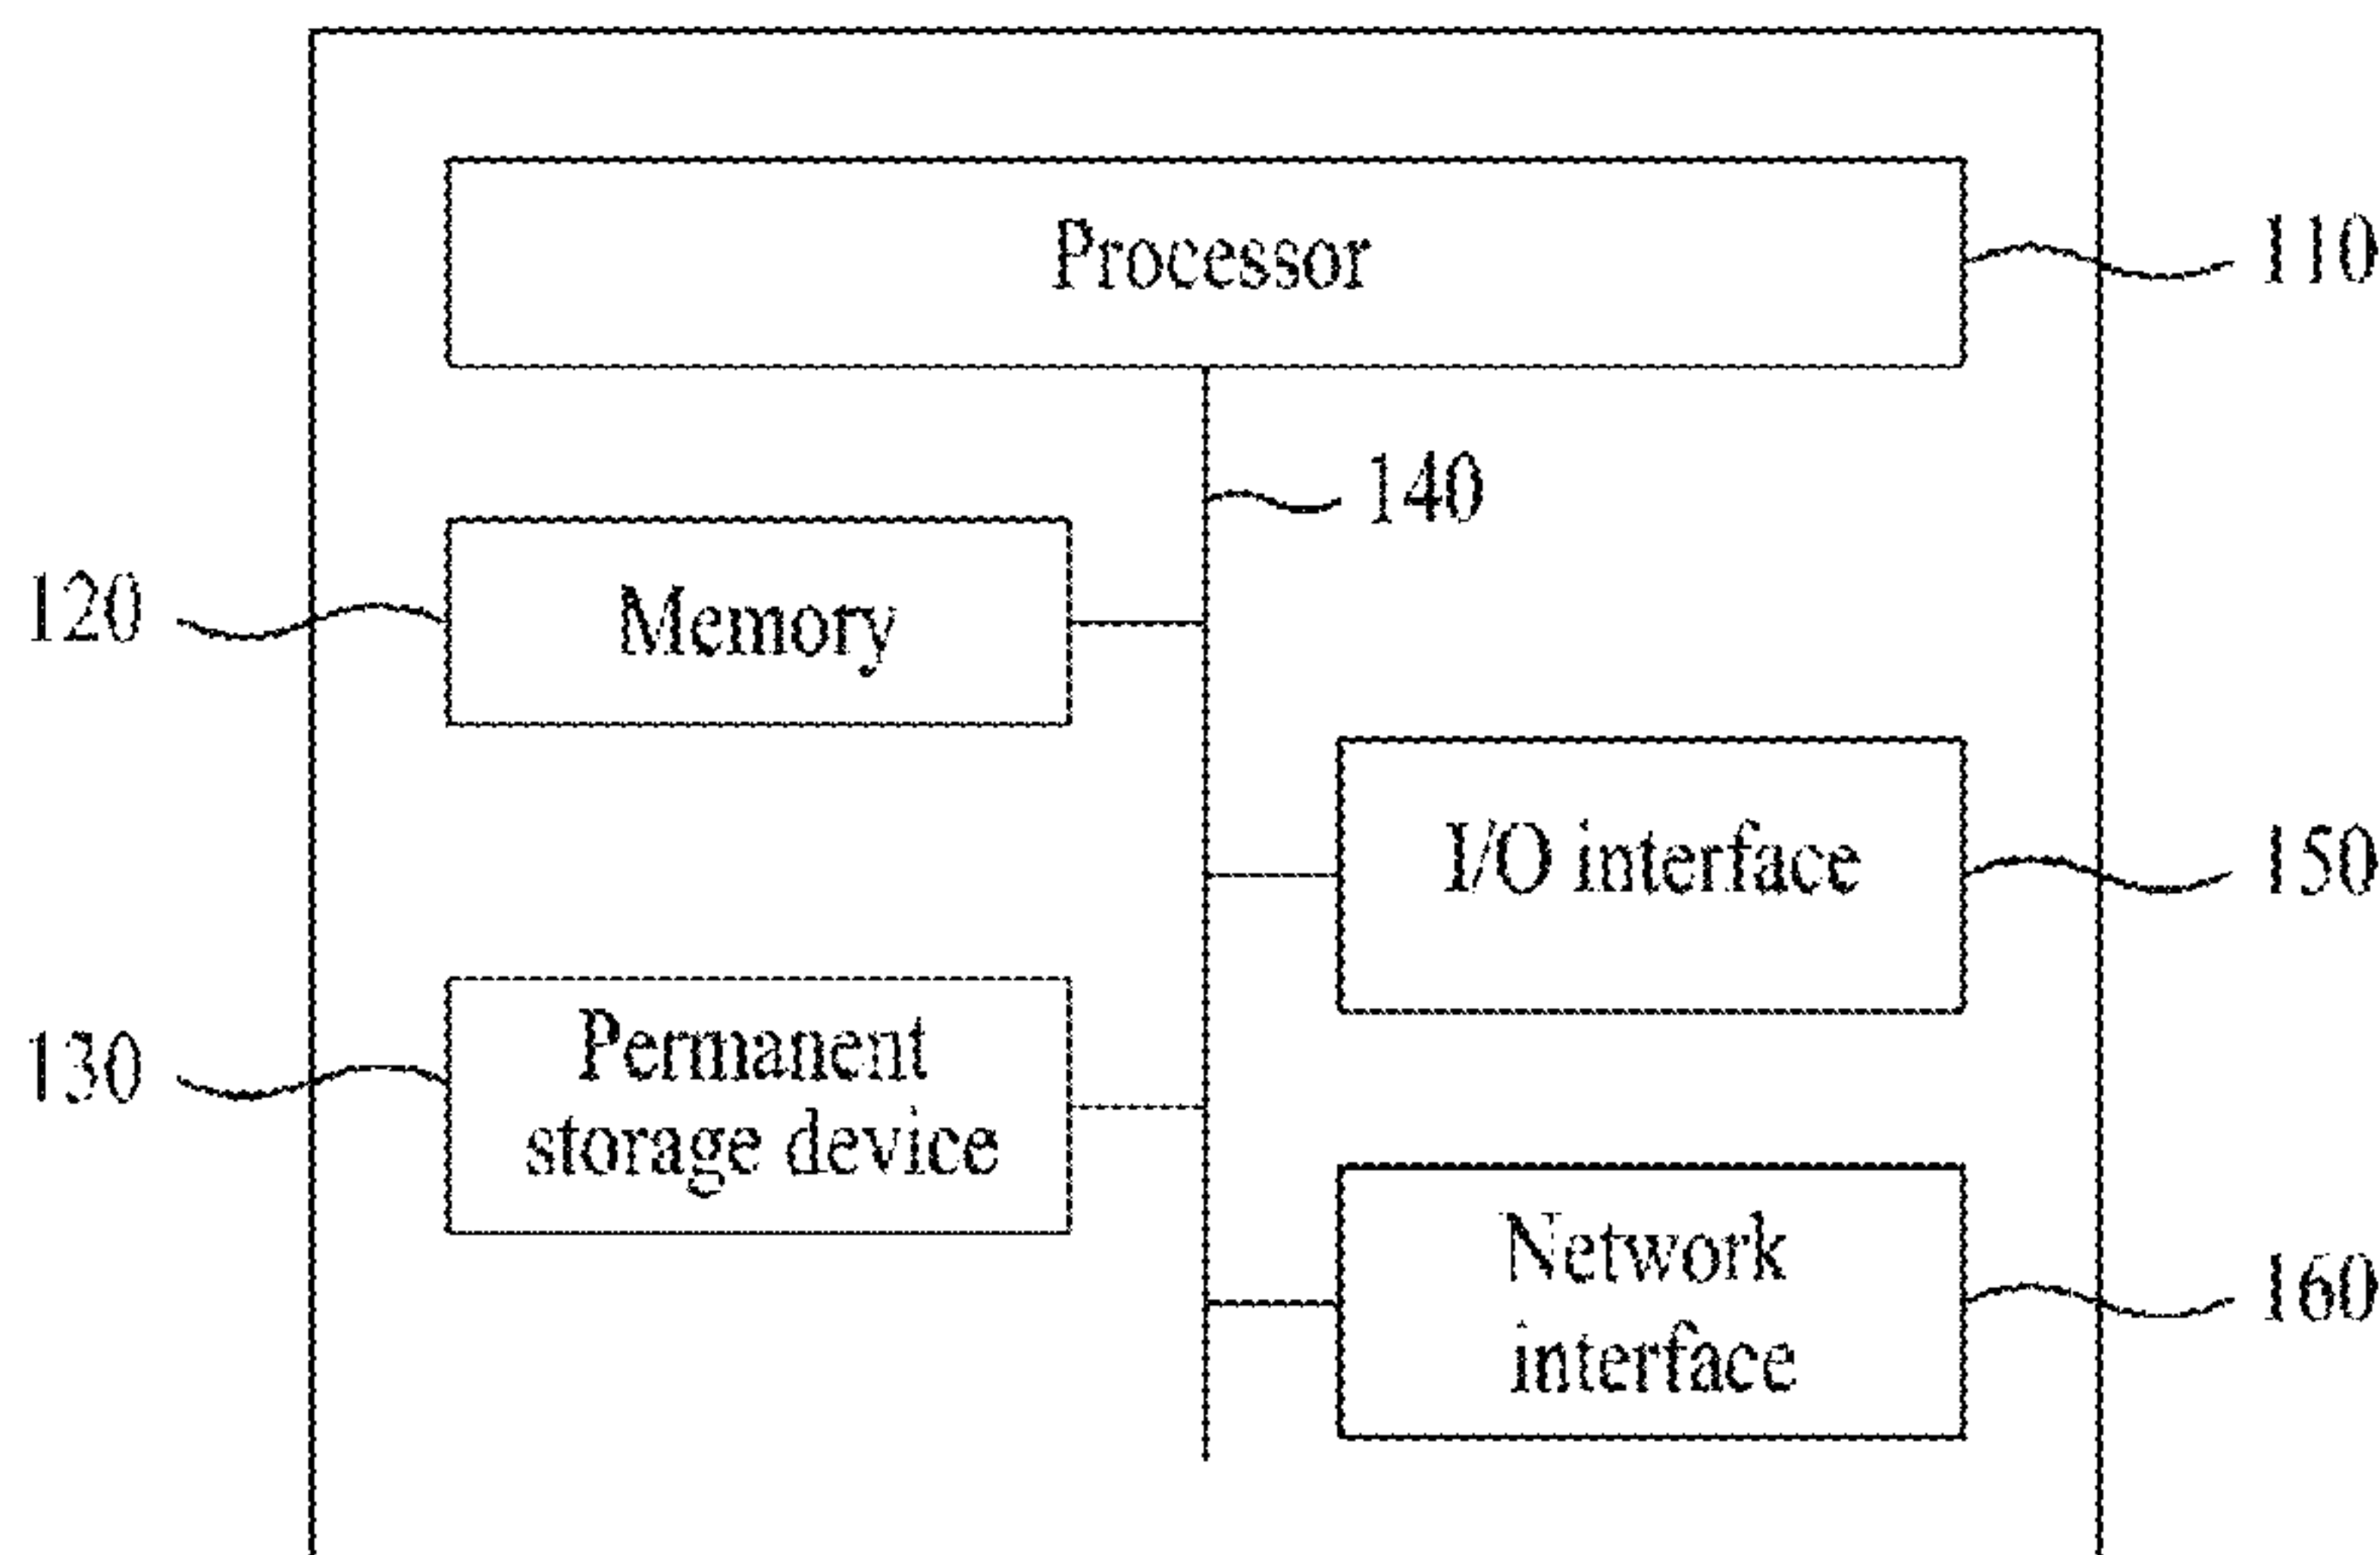 Processor
110
140
120
Memory
I/O interface
150
130
Permanent
storage device
Network
interface
160